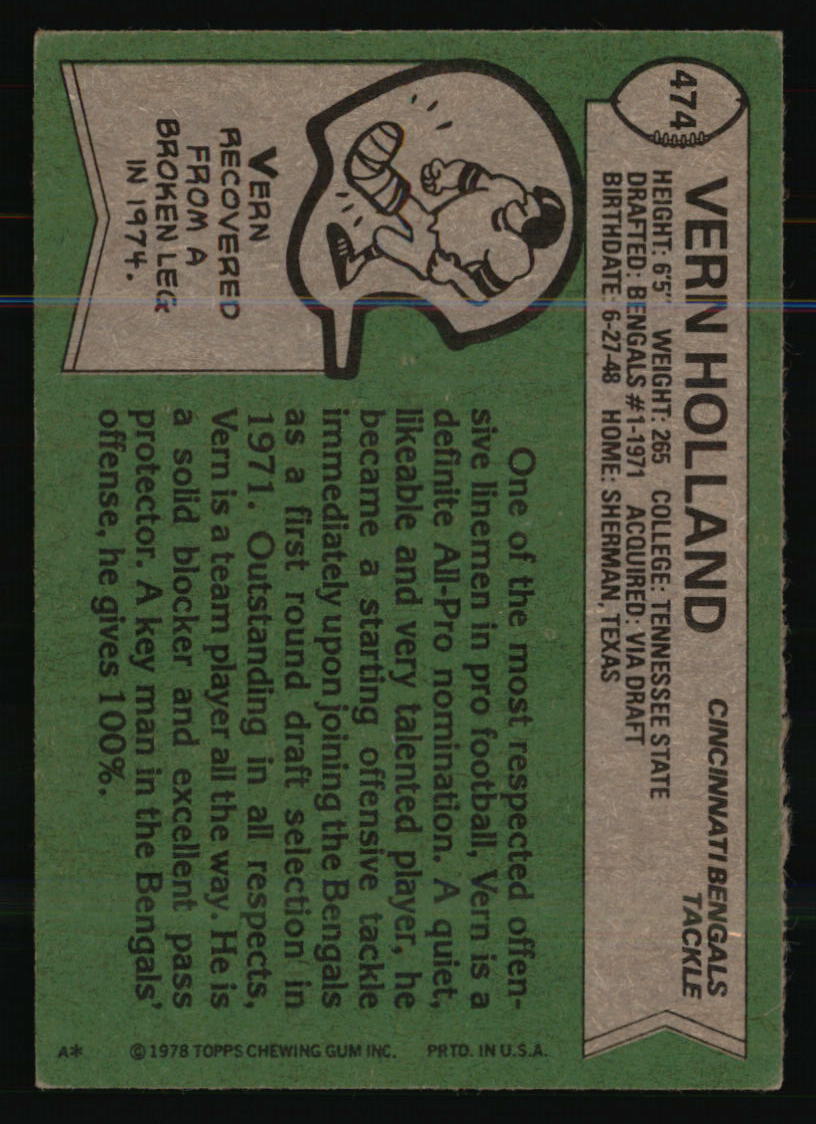 474
VERN HOLLAND
CINCINNATI BENGALS
TACKLE
HEIGHT: 6'5" WEIGHT: 265 COLLEGE: TENNESSEE STATE
DRAFTED: BENGALS #1-1971 ACQUIRED: VIA DRAFT
BIRTHDATE: 6-27-48 HOME: SHERMAN, TEXAS
VERN
RECOVERED
FROM A
BROKEN LEG
IN 1974.
One of the most respected offen-
sive linemen in pro football, Vern is a
definite All-Pro nomination. A quiet,
likeable and very talented player, he
became a starting offensive tackle
immediately upon joining the Bengals
as a first round draft selection in
1971. Outstanding in all respects,
Vern is a team player all the way. He is
a solid blocker and excellent pass
protector. A key man in the Bengals'
offense, he gives 100%.
A* © 1978 TOPPS CHEWING GUM INC. PRTD. IN U.S.A.